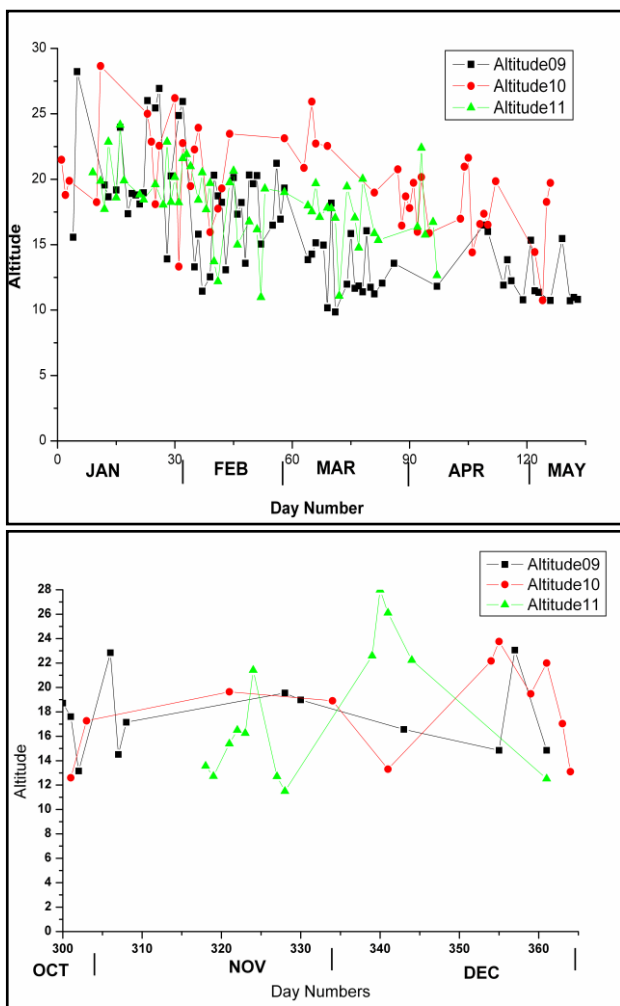 30
25
20
15
10
5
0
Altitude
Altitude09
Altitude10
Altitude11
0 30 60 90 120
JAN | FEB | MAR | APR | MAY
Day Number
28
26
24
22
20
18
16
14
12
10
8
6
4
2
0
Altitude
Altitude09
Altitude10
Altitude11
300 310 320 330 340 350 360
OCT | NOV | DEC |
Day Numbers